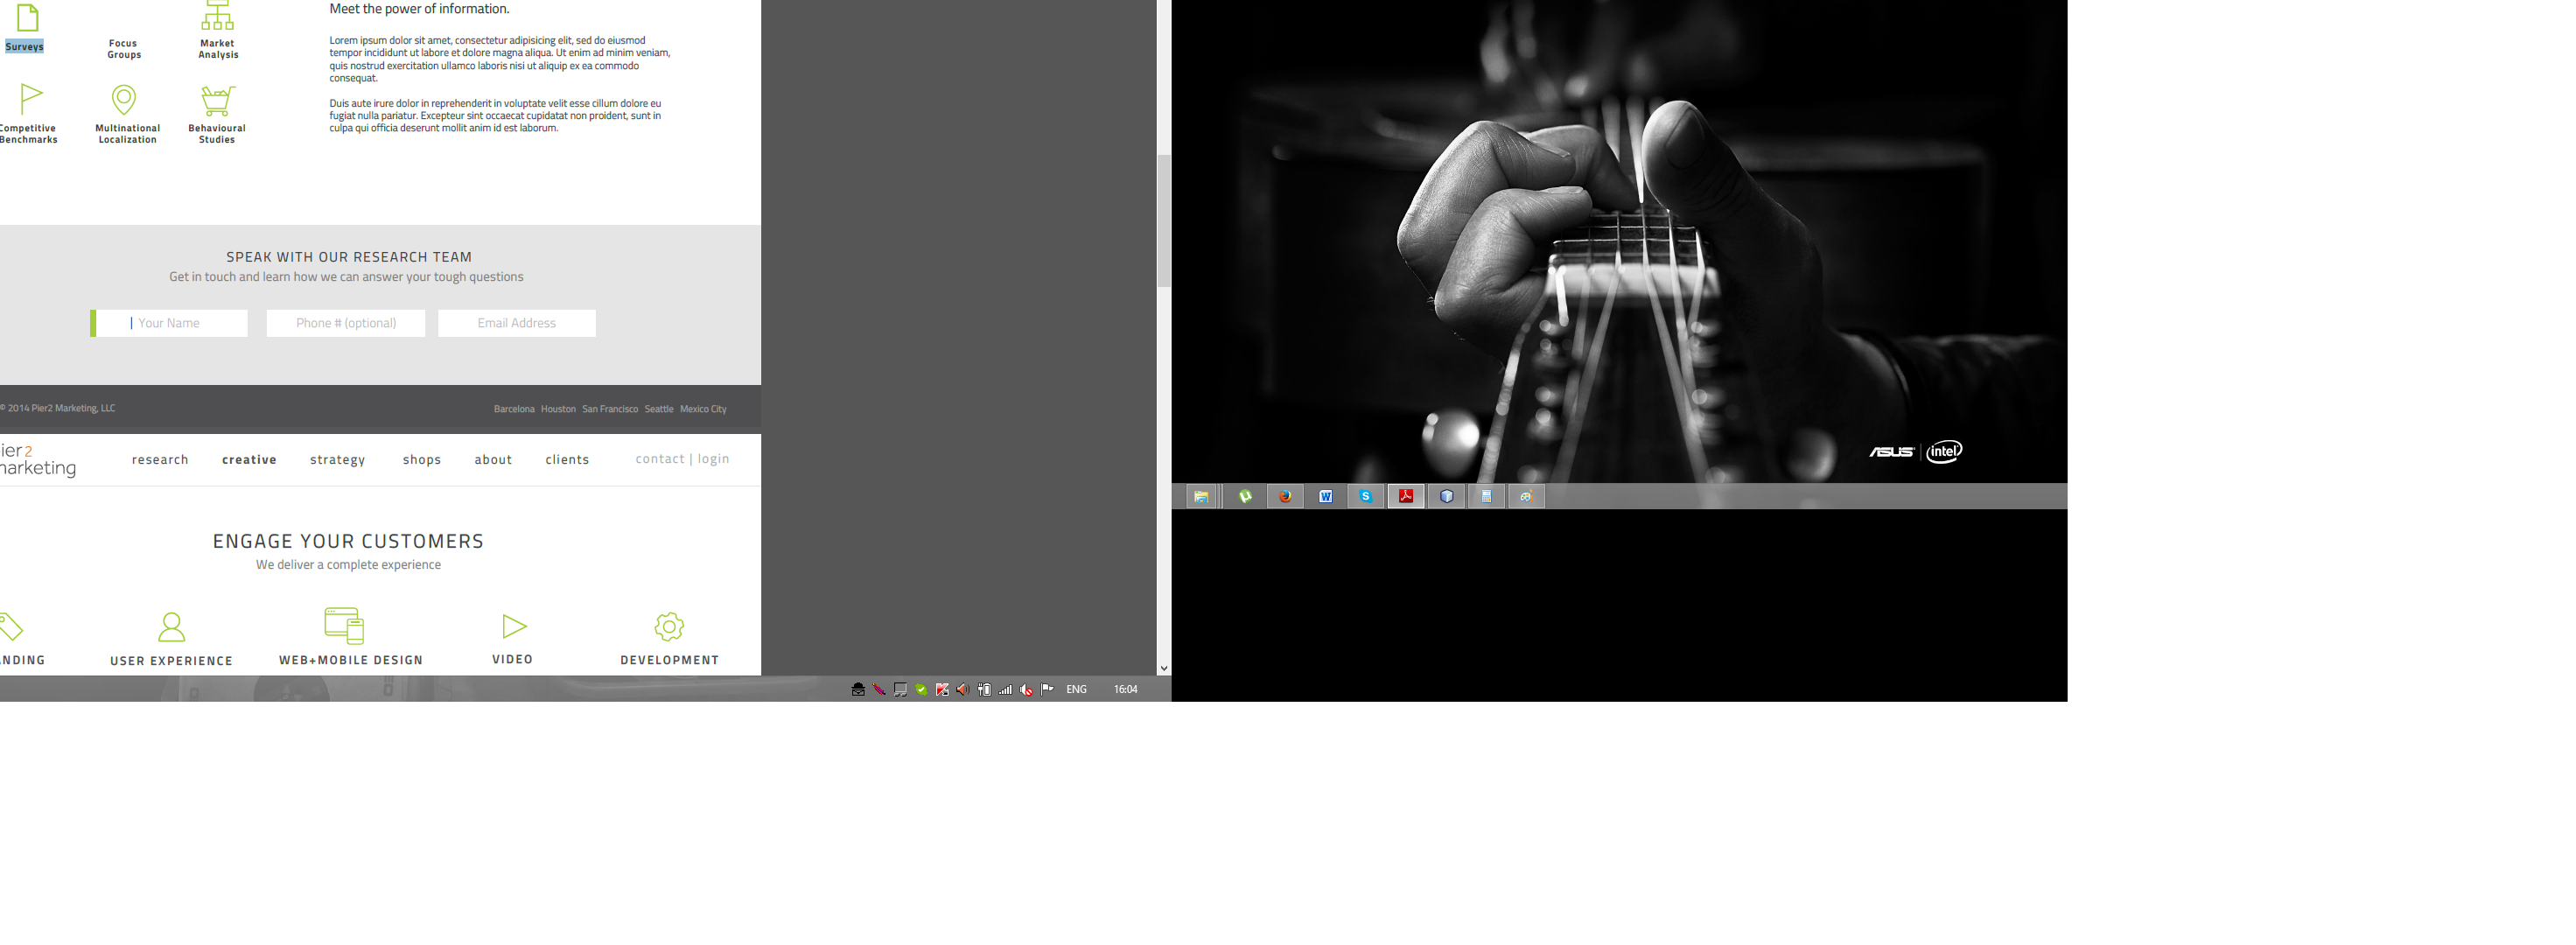 Meet the power of information.
Surveys
Focus
Groups
Market
Analysis
Lorem ipsum dolor sit amet, consectetur adipisicing elit, sed do eiusmod
tempor incididunt ut labore et dolore magna aliqua. Ut enim ad minim veniam,
quis nostrud exercitation ullamco laboris nisi ut aliquip ex ea commodo
consequat.
Competitive
Benchmarks
Multinational
Localization
Behavioural
Studies
Duis aute irure dolor in reprehenderit in voluptate velit esse cillum dolore eu
fugiat nulla pariatur. Excepteur sint occaecat cupidatat non proident, sunt in
culpa qui officia deserunt mollit anim id est laborum.
SPEAK WITH OUR RESEARCH TEAM
Get in touch and learn how we can answer your tough questions
Your Name
Phone # (optional)
Email Address
© 2014 Pier2 Marketing, LLC
Barcelona Houston San Francisco Seattle Mexico City
ier2
marketing
research creative strategy shops about clients contact | login
ENGAGE YOUR CUSTOMERS
We deliver a complete experience
NDING
USER EXPERIENCE
WEB+MOBILE DESIGN
VIDEO
DEVELOPMENT
ENG 16:04
ASUS
intel